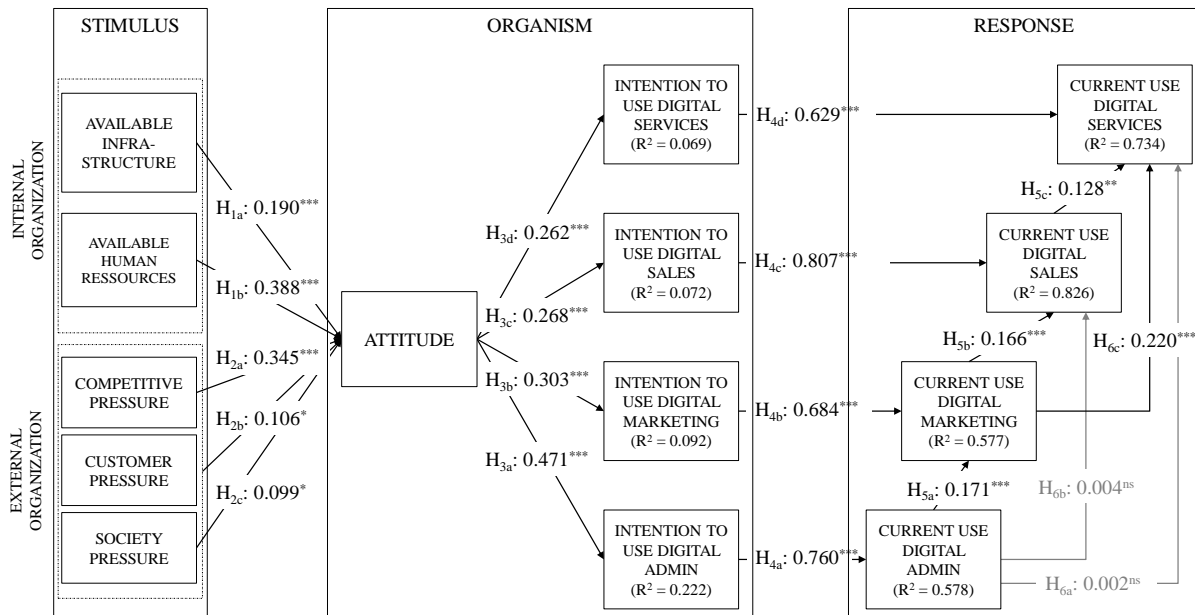 STIMULUS
ORGANISM
RESPONSE
INTERNAL
ORGANIZATION
EXTERNAL
ORGANIZATION
AVAILABLE
INFRA-
STRUCTURE
AVAILABLE
HUMAN
RESSOURCES
COMPETITIVE
PRESSURE
CUSTOMER
PRESSURE
SOCIETY
PRESSURE
H1a: 0.190***
H1b: 0.388***
H2a: 0.345***
H2b: 0.106*
H2c: 0.099*
ATTITUDE
H3d: 0.262***
H3c: 0.268***
H3b: 0.303***
H3a: 0.471***
INTENTION TO
USE DIGITAL
SERVICES
(R² = 0.069)
INTENTION TO
USE DIGITAL
SALES
(R² = 0.072)
INTENTION TO
USE DIGITAL
MARKETING
(R² = 0.092)
INTENTION TO
USE DIGITAL
ADMIN
(R² = 0.222)
H4d: 0.629***
H4c: 0.807***
H4b: 0.684***
H4a: 0.760***
CURRENT USE
DIGITAL
SERVICES
(R² = 0.734)
H5c: 0.128**
CURRENT USE
DIGITAL
SALES
(R² = 0.826)
H5b: 0.166***
H6c: 0.220***
CURRENT USE
DIGITAL
MARKETING
(R² = 0.577)
H5a: 0.171***
H6b: 0.004ns
CURRENT USE
DIGITAL
ADMIN
(R² = 0.578)
H6a: 0.002ns